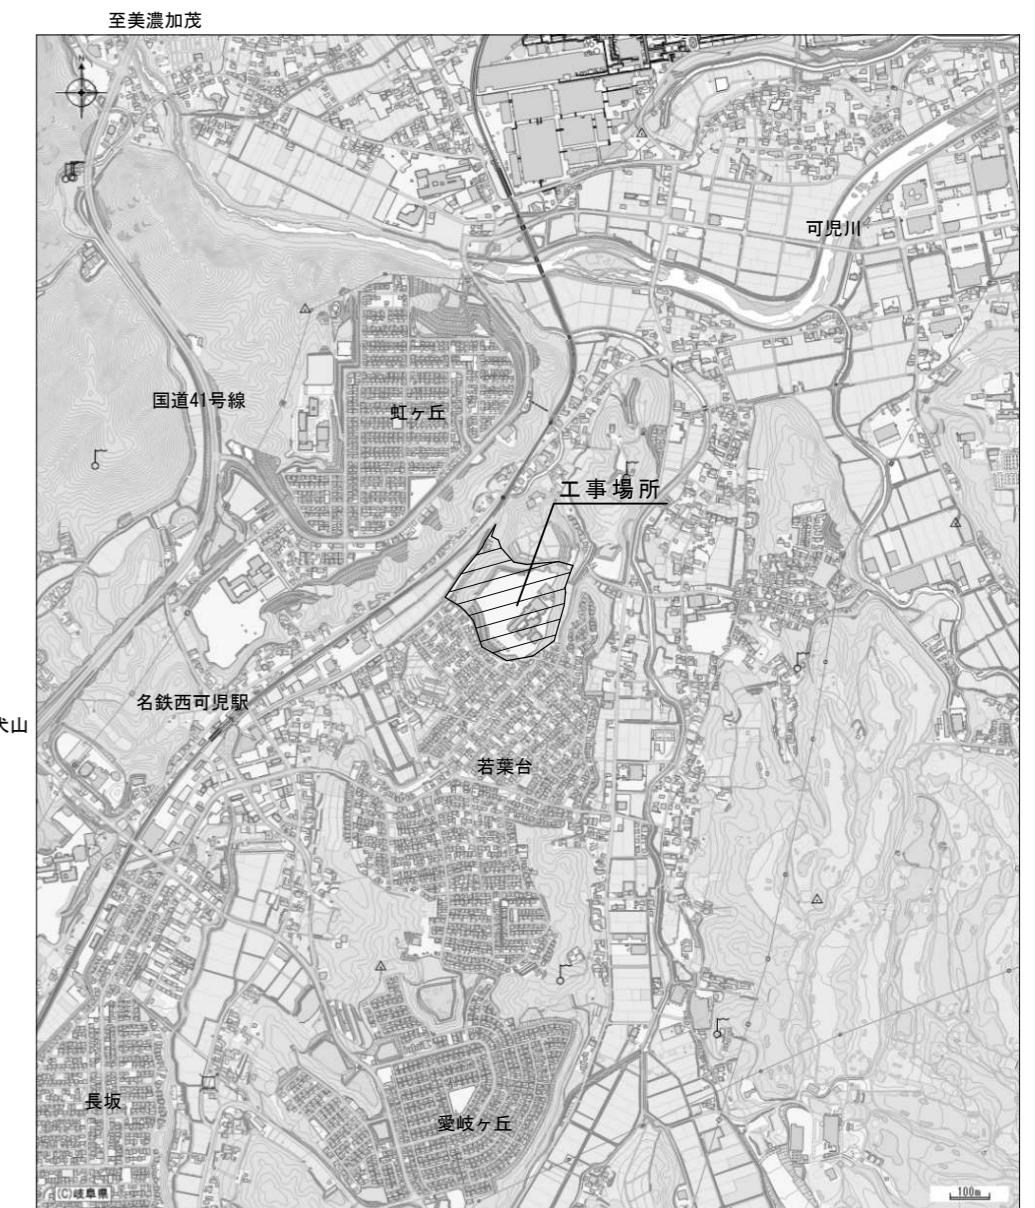 至美濃加茂
N
可児川
国道41号線
虹ヶ丘
工事場所
名鉄西可児駅
犬山
若葉台
長坂
愛岐ヶ丘
(C)岐阜県
100m